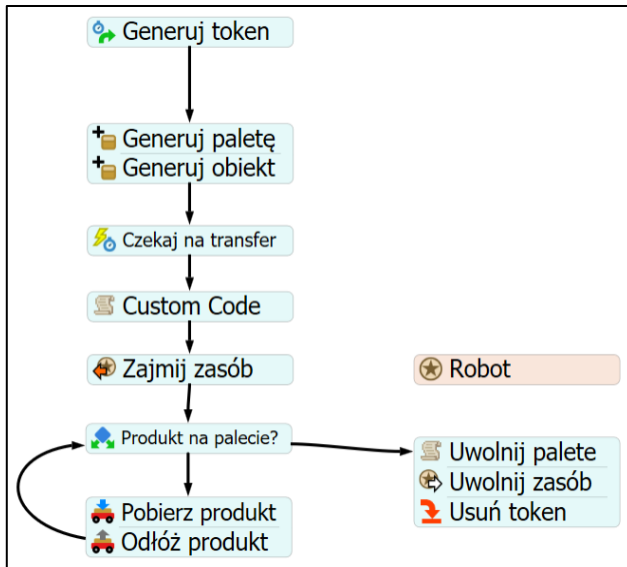 Generuj token
Generuj paletę
Generuj obiekt
Czekaj na transfer
Custom Code
Zajmij zasób
Robot
Produkt na palecie?
Uwolnij palete
Uwolnij zasób
Usuń token
Pobierz produkt
Odłóż produkt